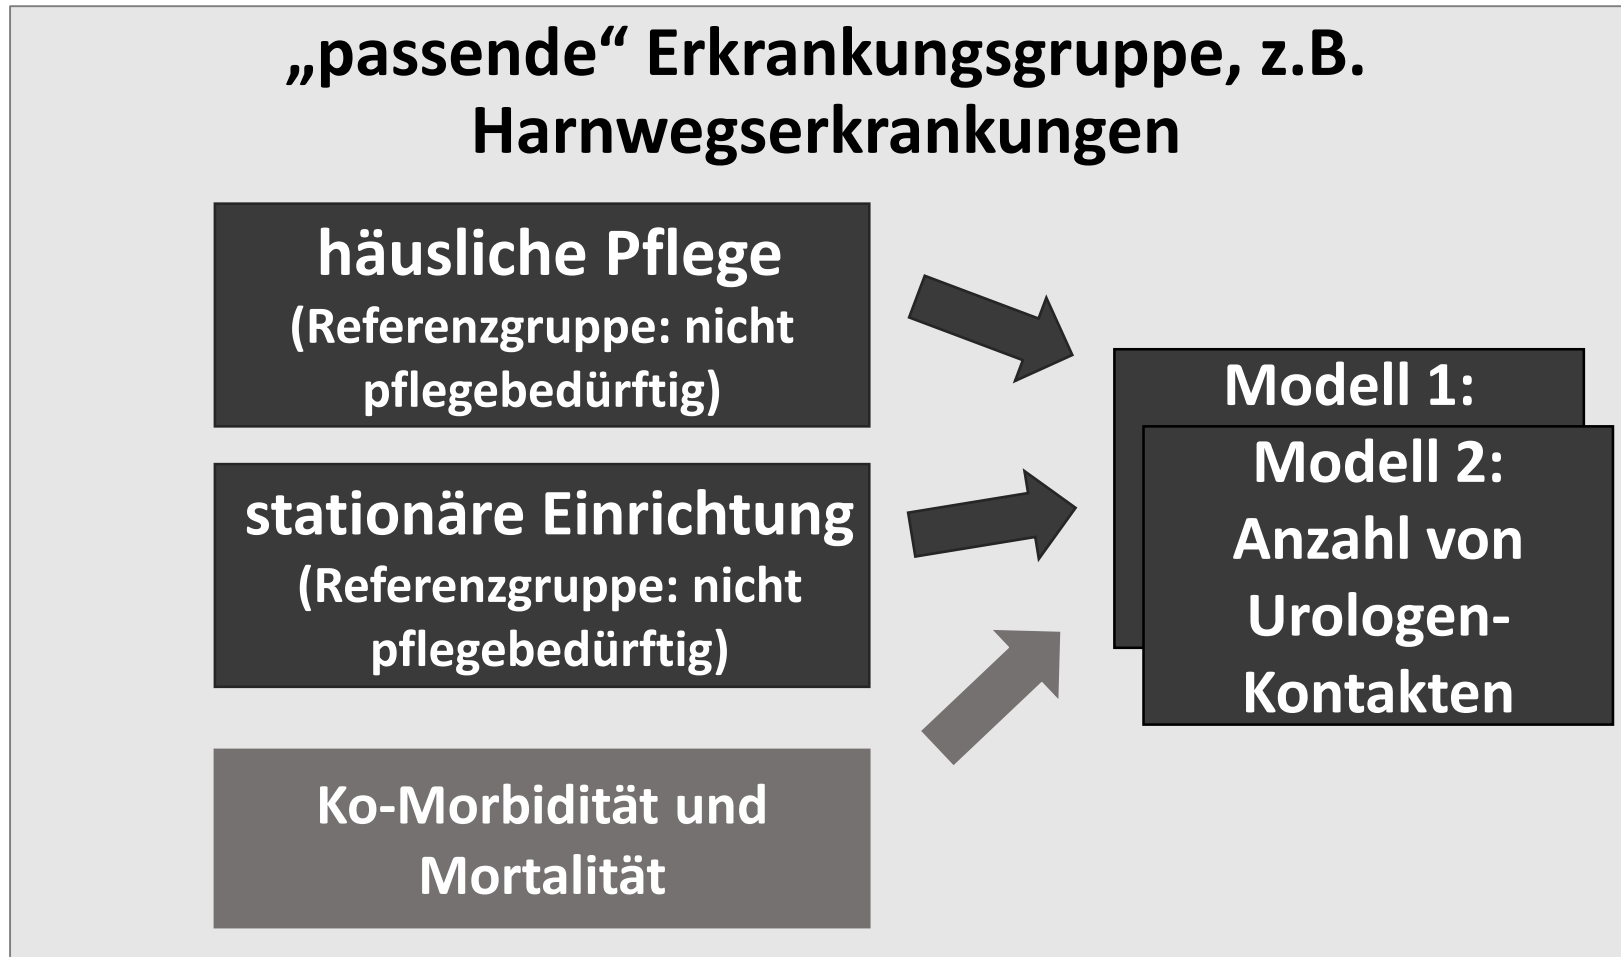 „passende“ Erkrankungsgruppe, z.B.
Harnwegserkrankungen
häusliche Pflege
(Referenzgruppe: nicht
pflegebedürftig)
stationäre Einrichtung
(Referenzgruppe: nicht
pflegebedürftig)
Ko-Morbidität und
Mortalität
Modell 1:
Modell 2:
Anzahl von
Urologen-
Kontakten